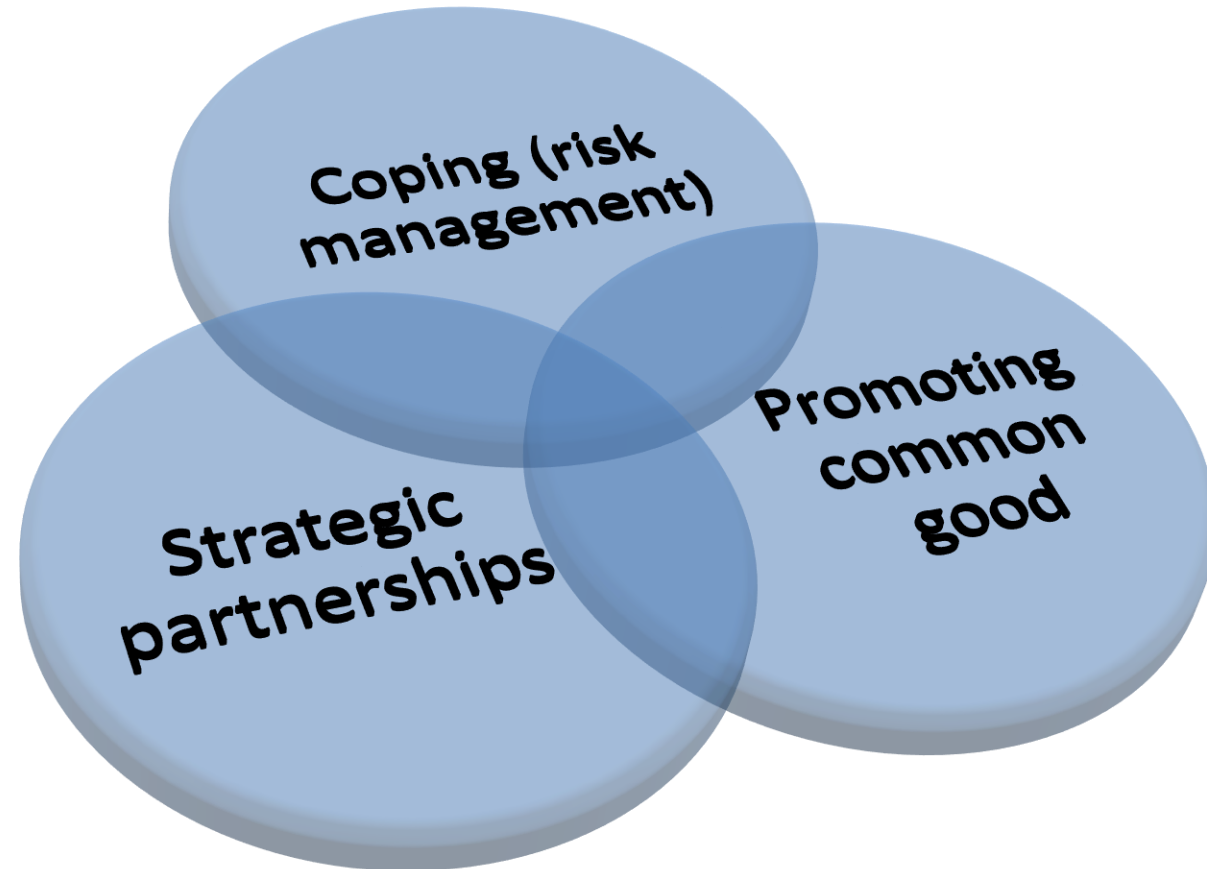 Coping (risk
management)
Promoting
common
good
Strategic
partnerships